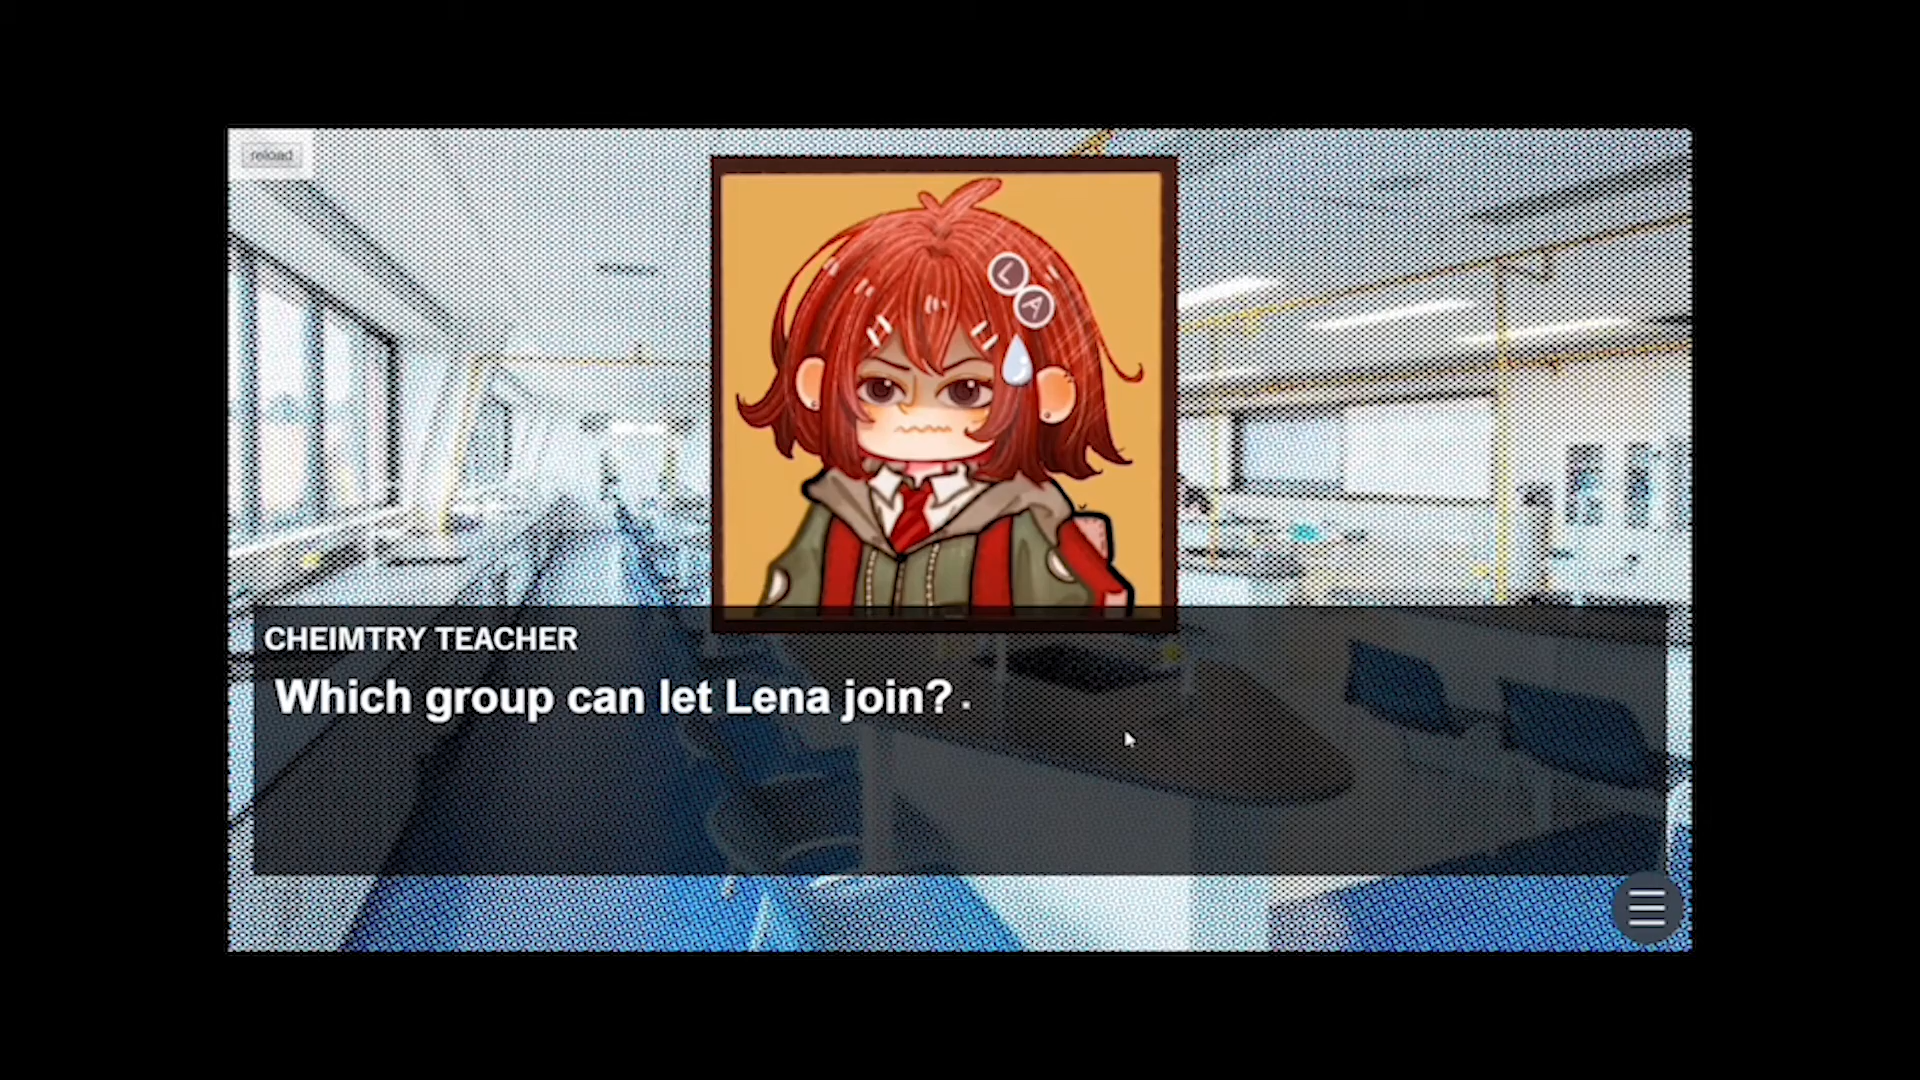 reload
L
A
CHEIMTRY TEACHER
Which group can let Lena join? .